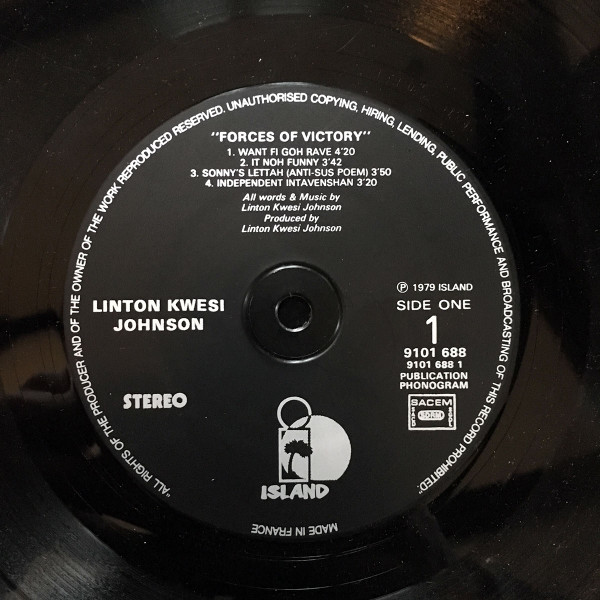 "ALL RIGHTS OF THE PRODUCER AND OF THE OWNER OF THE WORK REPRODUCED RESERVED. UNAUTHORISED COPYING, HIRING, LENDING, PUBLIC PERFORMANCE AND BROADCASTING OF THIS RECORD PROHIBITED."
"FORCES OF VICTORY"
1. WANT FI GOH RAVE 4'20
2. IT NOH FUNNY 3'42
3. SONNY'S LETTAH (ANTI-SUS POEM) 3'50
4. INDEPENDENT INTAVENSHAN 3'20
All words & Music by
Linton Kwesi Johnson
Produced by
Linton Kwesi Johnson
LINTON KWESI
JOHNSON
STEREO
Ⓟ 1979 ISLAND
SIDE ONE
1
9101 688
9101 688 1
PUBLICATION
PHONOGRAM
SACEM
SACD
SDRM
SGDL
ISLAND
MADE IN FRANCE